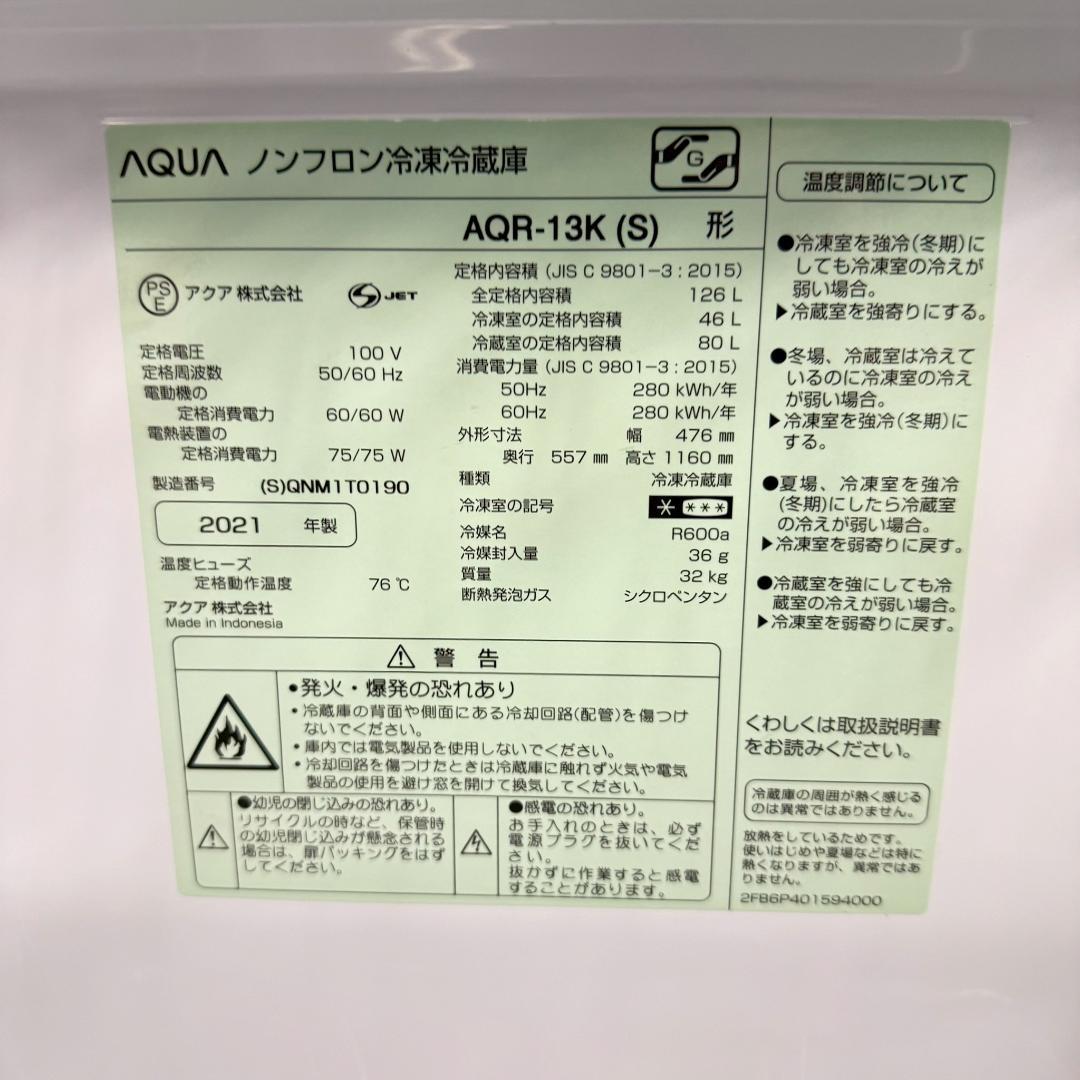 AQUA ノンフロン冷凍冷蔵庫
G
AQR-13K (S) 形
PS E アクア 株式会社 S JET
定格電圧 100 V
定格周波数 50/60 Hz
電動機の
定格消費電力 60/60 W
電熱装置の
定格消費電力 75/75 W
製造番号 (S)QNM1T0190
2021 年製
温度ヒューズ
定格動作温度 76 ℃
アクア 株式会社
Made in Indonesia
定格内容積 (JIS C 9801−3 : 2015)
全定格内容積 126 L
冷凍室の定格内容積 46 L
冷蔵室の定格内容積 80 L
消費電力量 (JIS C 9801−3 : 2015)
50Hz 280 kWh/年
60Hz 280 kWh/年
外形寸法 幅 476 mm
奥行 557 mm 高さ 1160 mm
種類 冷凍冷蔵庫
冷凍室の記号 * ***
冷媒名 R600a
冷媒封入量 36 g
質量 32 kg
断熱発泡ガス シクロペンタン
⚠ 警 告
•発火・爆発の恐れあり
・冷蔵庫の背面や側面にある冷却回路(配管)を傷つけ
ないでください。
・庫内では電気製品を使用しないでください。
・冷却回路を傷つけたときは冷蔵庫に触れず火気や電気
製品の使用を避け窓を開けて換気してください。
●幼児の閉じ込みの恐れあり。
リサイクルの時など、保管時
の幼児閉じ込みが懸念される
場合は、扉パッキングをはず
してください。
●感電の恐れあり。
お手入れのときは、必ず
電源プラグを抜いてくださ
い。
抜かずに作業すると感電
することがあります。
温度調節について
●冷凍室を強冷(冬期)に
しても冷凍室の冷えが
弱い場合。
▶冷蔵室を強寄りにする。
●冬場、冷蔵室は冷えて
いるのに冷凍室の冷え
が弱い場合。
▶冷凍室を強冷(冬期)に
する。
●夏場、冷凍室を強冷
(冬期)にしたら冷蔵室
の冷えが弱い場合。
▶冷凍室を弱寄りに戻す。
●冷蔵室を強にしても冷
蔵室の冷えが弱い場合。
▶冷凍室を弱寄りに戻す。
くわしくは取扱説明書
をお読みください。
冷蔵庫の周囲が熱く感じる
のは異常ではありません。
放熱をしているためです。
使いはじめや夏場などは特に
熱くなりますが、異常ではあ
りません。
2FB6P401594000